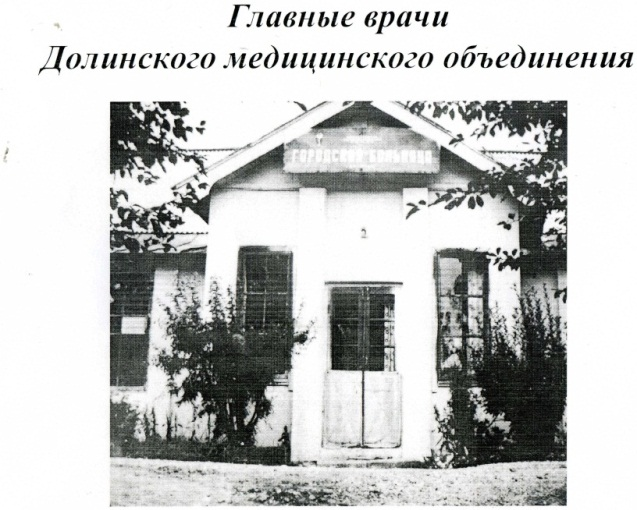 Главные врачи
Долинского медицинского объединения
ГОРОДСКАЯ БОЛЬНИЦА